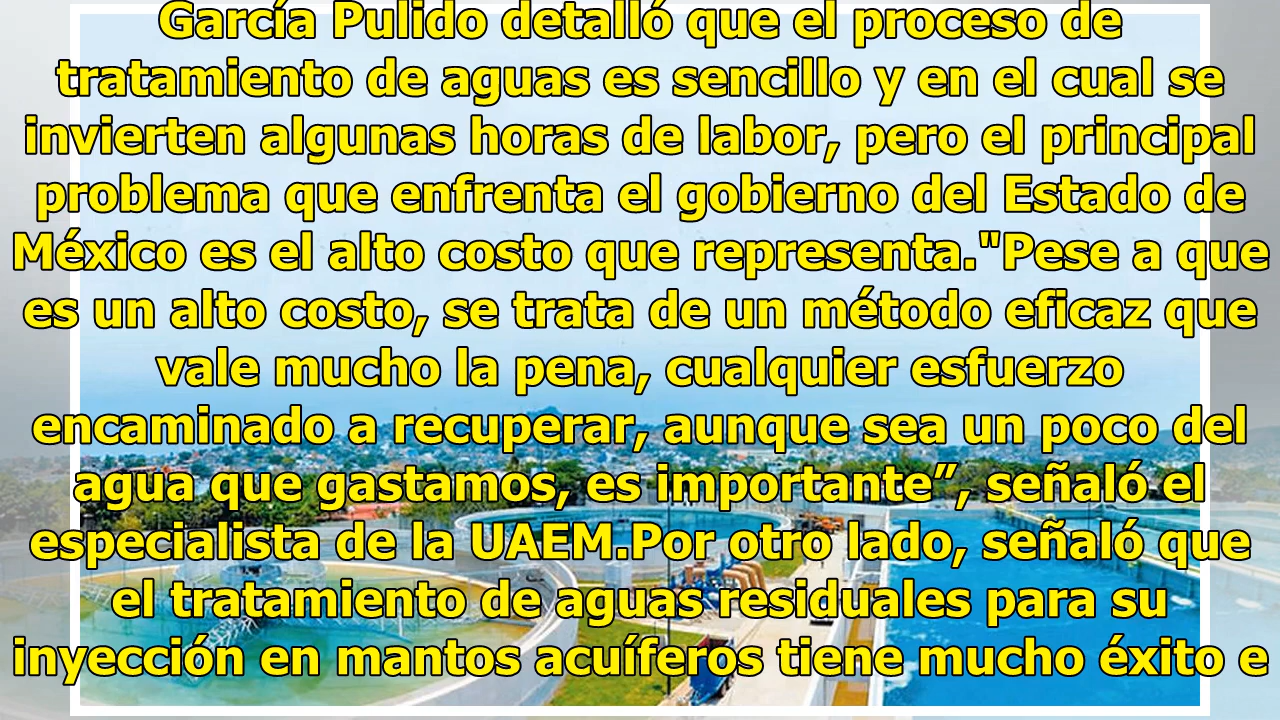 García Pulido detalló que el proceso de
tratamiento de aguas es sencillo y en el cual se
invierten algunas horas de labor, pero el principal
problema que enfrenta el gobierno del Estado de
México es el alto costo que representa."Pese a que
es un alto costo, se trata de un método eficaz que
vale mucho la pena, cualquier esfuerzo
encaminado a recuperar, aunque sea un poco del
agua que gastamos, es importante”, señaló el
especialista de la UAEM.Por otro lado, señaló que
el tratamiento de aguas residuales para su
inyección en mantos acuíferos tiene mucho éxito e